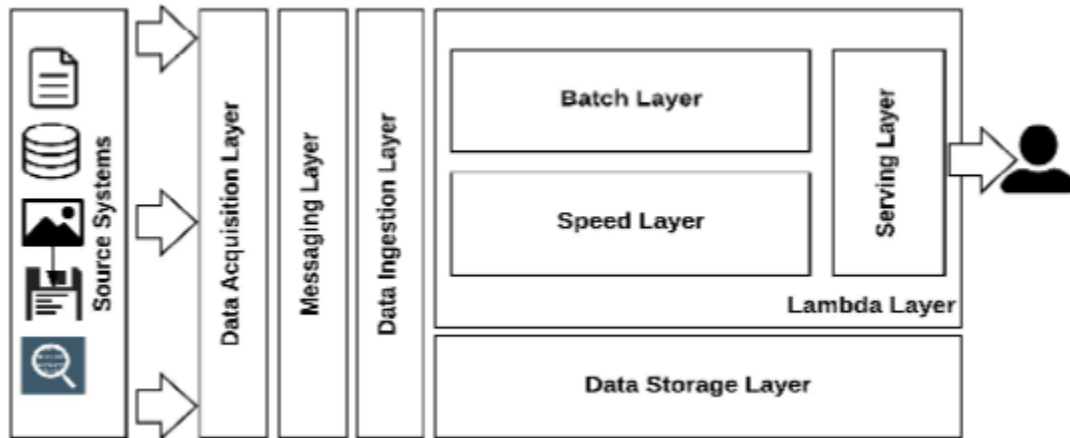 Source Systems
Data Acquisition Layer
Messaging Layer
Data Ingestion Layer
Batch Layer
Speed Layer
Serving Layer
Lambda Layer
Data Storage Layer